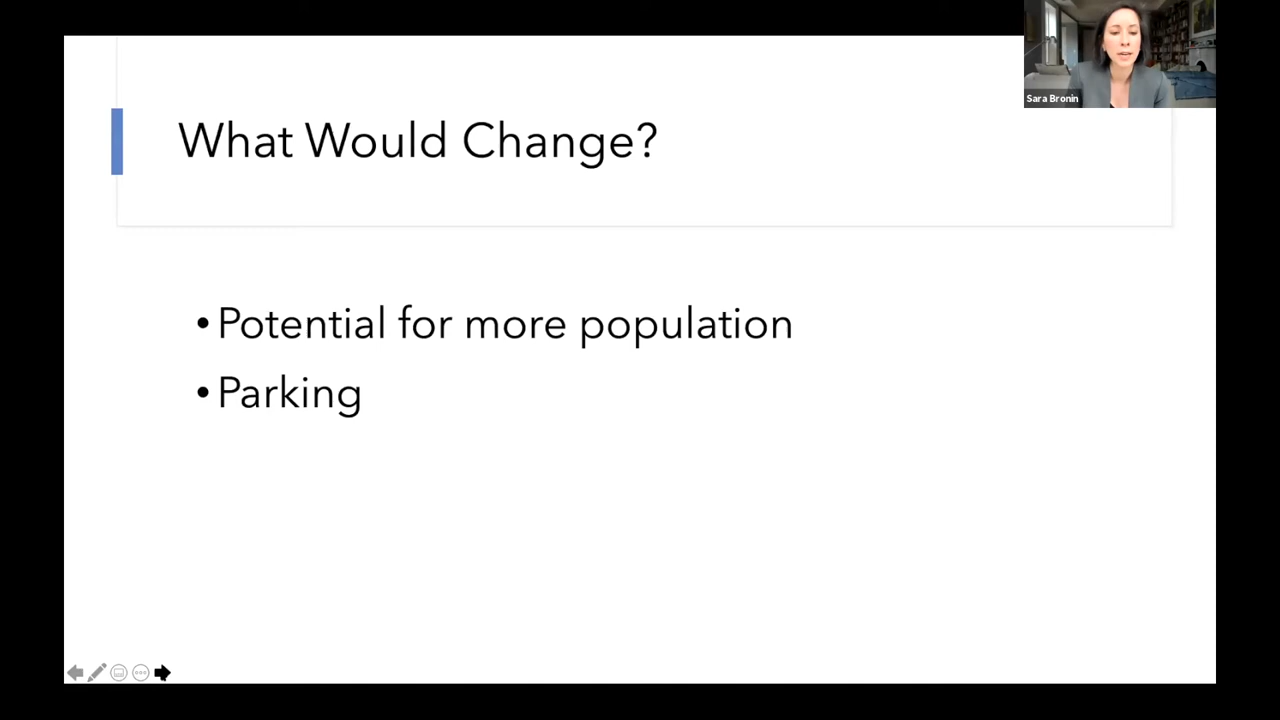 Sara Bronin
What Would Change?
•Potential for more population
•Parking